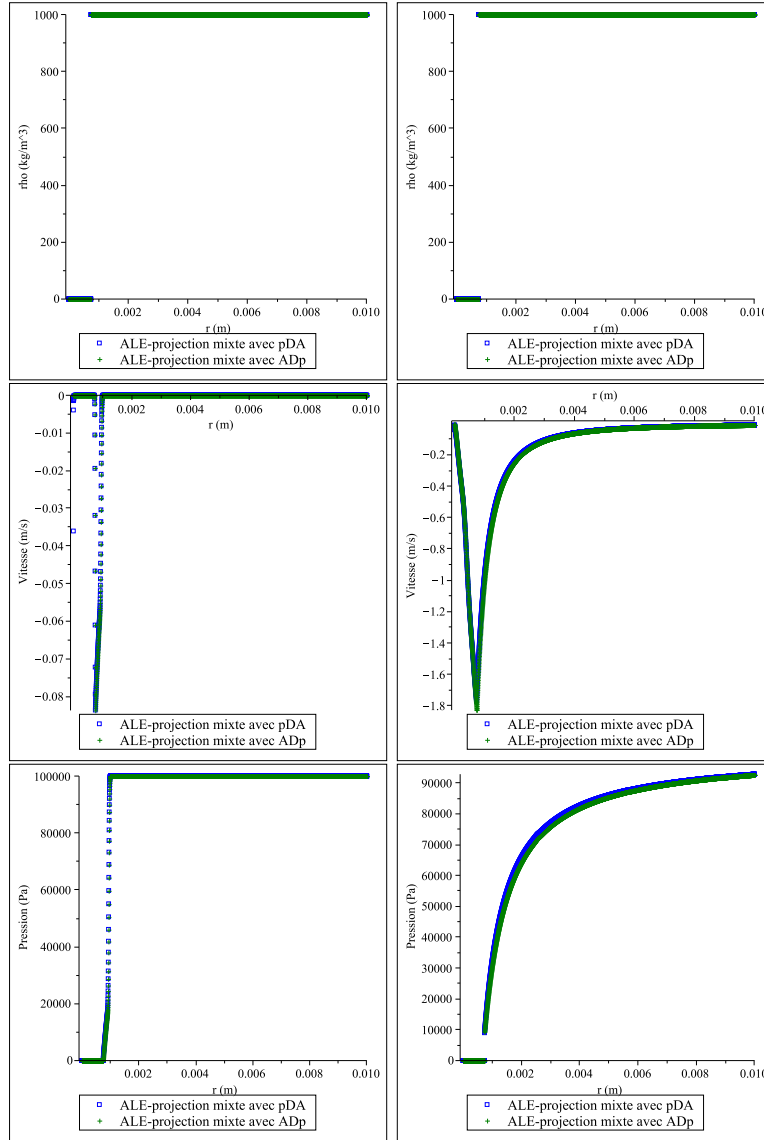 1000
800
600
400
200
0
rho (kg/m^3)
0.002 0.004 0.006 0.008 0.010
r (m)
ALE-projection mixte avec pDA
ALE-projection mixte avec ADp
1000
800
600
400
200
0
rho (kg/m^3)
0.002 0.004 0.006 0.008 0.010
r (m)
ALE-projection mixte avec pDA
ALE-projection mixte avec ADp
0
−0.01
−0.02
−0.03
−0.04
−0.05
−0.06
−0.07
−0.08
Vitesse (m/s)
0.002 0.004 0.006 0.008 0.010
r (m)
ALE-projection mixte avec pDA
ALE-projection mixte avec ADp
r (m)
0.002 0.004 0.006 0.008 0.010
−0.2
−0.4
−0.6
−0.8
−1
−1.2
−1.4
−1.6
−1.8
Vitesse (m/s)
ALE-projection mixte avec pDA
ALE-projection mixte avec ADp
100000
80000
60000
40000
20000
0
Pression (Pa)
0.002 0.004 0.006 0.008 0.010
r (m)
ALE-projection mixte avec pDA
ALE-projection mixte avec ADp
90000
80000
70000
60000
50000
40000
30000
20000
10000
0
Pression (Pa)
0.002 0.004 0.006 0.008 0.010
r (m)
ALE-projection mixte avec pDA
ALE-projection mixte avec ADp